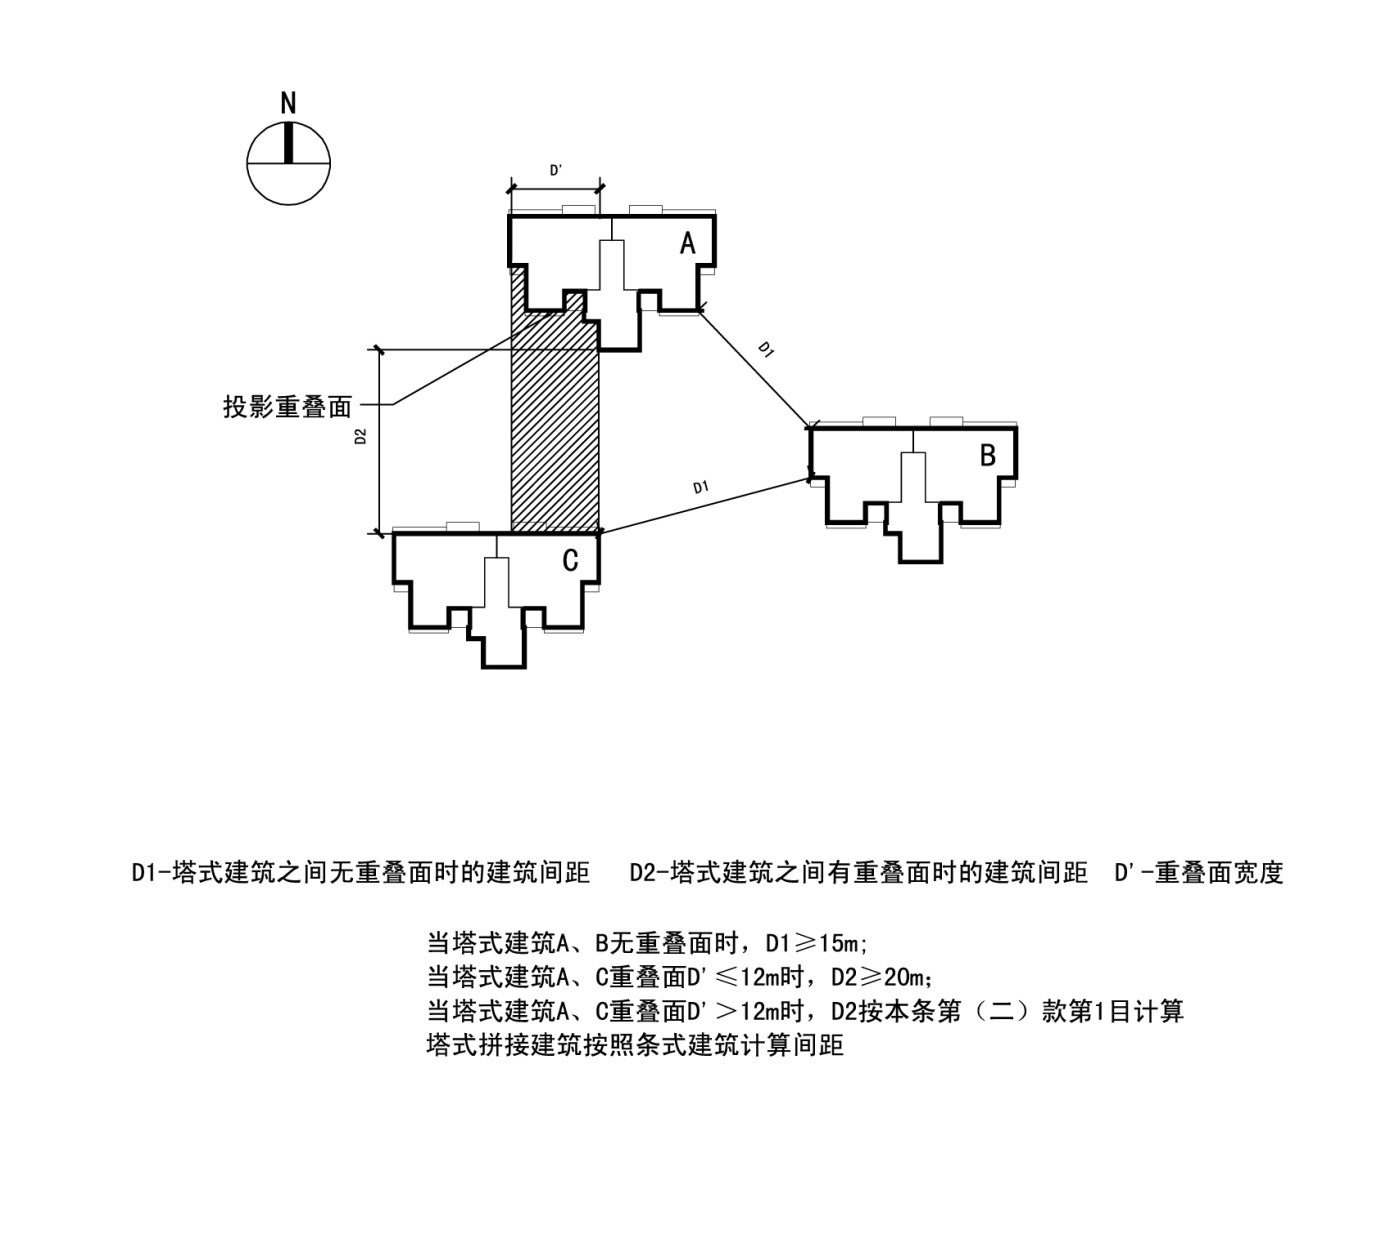 N
D'
A
D1
投影重叠面
D2
B
D1
C
D1-塔式建筑之间无重叠面时的建筑间距 D2-塔式建筑之间有重叠面时的建筑间距 D'-重叠面宽度
当塔式建筑A、B无重叠面时，D1≥15m;
当塔式建筑A、C重叠面D'≤12m时，D2≥20m;
当塔式建筑A、C重叠面D'＞12m时，D2按本条第（二）款第1目计算
塔式拼接建筑按照条式建筑计算间距